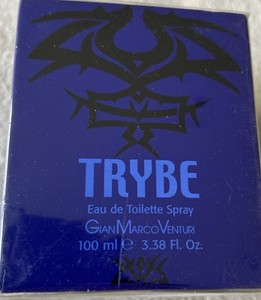 TRYBE
Eau de Toilette Spray
GIANMARCOVENTURI
100 ml ℮ 3.38 Fl. Oz.